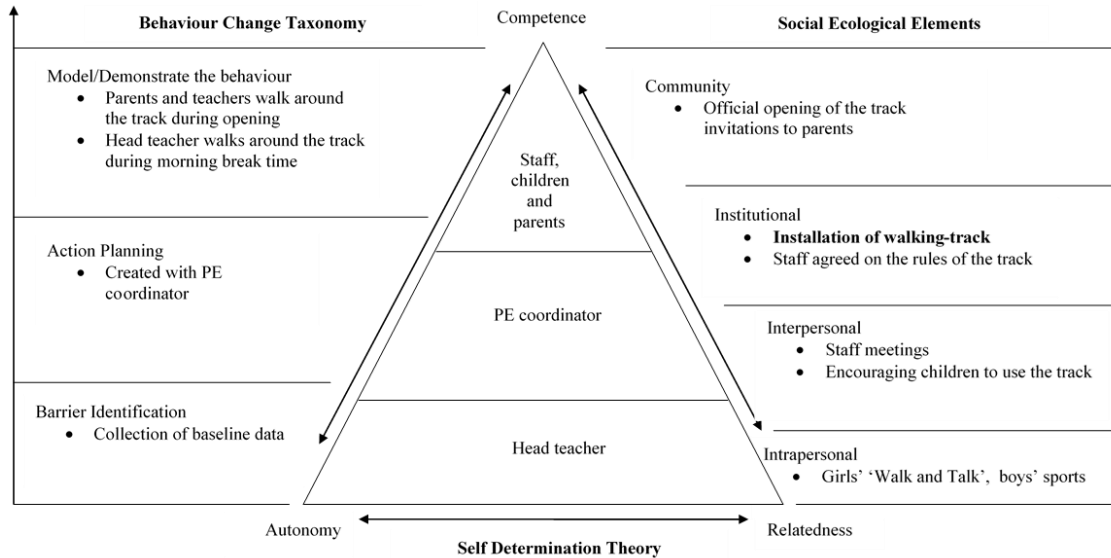 Behaviour Change Taxonomy
Competence
Social Ecological Elements
Model/Demonstrate the behaviour
• Parents and teachers walk around
the track during opening
• Head teacher walks around the track
during morning break time
Action Planning
• Created with PE
coordinator
Barrier Identification
• Collection of baseline data
Staff,
children
and
parents
PE coordinator
Head teacher
Community
• Official opening of the track
invitations to parents
Institutional
• Installation of walking-track
• Staff agreed on the rules of the track
Interpersonal
• Staff meetings
• Encouraging children to use the track
Intrapersonal
• Girls' ‘Walk and Talk’, boys' sports
Autonomy
Relatedness
Self Determination Theory